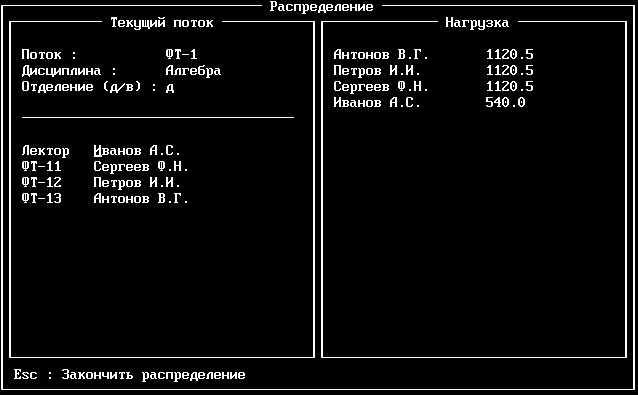 Распределение
Текущий поток
Поток : ФТ-1
Дисциплина : Алгебра
Отделение (д/в) : д
Лектор Иванов А.С.
ФТ-11 Сергеев Ф.Н.
ФТ-12 Петров И.И.
ФТ-13 Антонов В.Г.
Нагрузка
Антонов В.Г. 1120.5
Петров И.И. 1120.5
Сергеев Ф.Н. 1120.5
Иванов А.С. 540.0
Esc : Закончить распределение